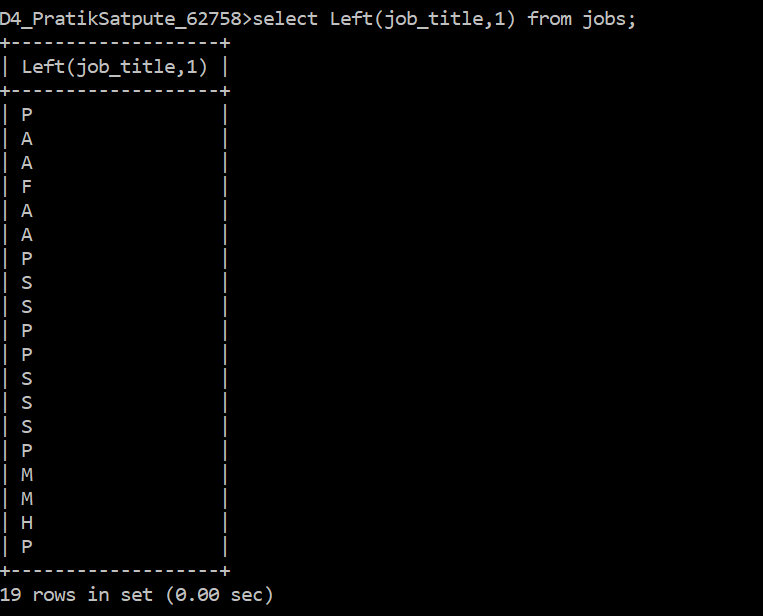 D4_PratikSatpute_62758>select Left(job_title,1) from jobs;
+-------------------+
| Left(job_title,1) |
+-------------------+
| P                 |
| A                 |
| A                 |
| F                 |
| A                 |
| A                 |
| P                 |
| S                 |
| S                 |
| P                 |
| P                 |
| S                 |
| S                 |
| S                 |
| P                 |
| M                 |
| M                 |
| H                 |
| P                 |
+-------------------+
19 rows in set (0.00 sec)